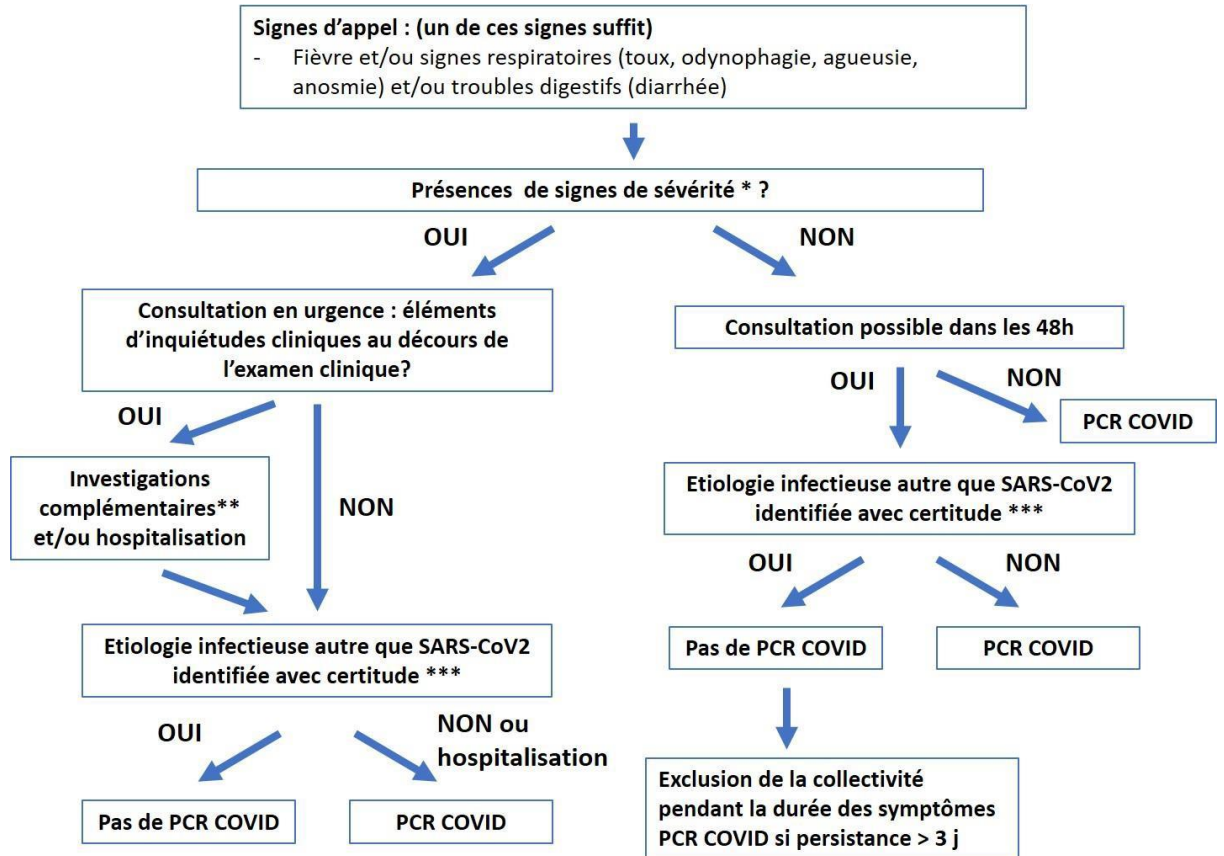 Signes d'appel : (un de ces signes suffit)
- Fièvre et/ou signes respiratoires (toux, odynophagie, agueusie,
anosmie) et/ou troubles digestifs (diarrhée)
Présences de signes de sévérité * ?
OUI
NON
Consultation en urgence : éléments
d'inquiétudes cliniques au décours de
l'examen clinique?
Consultation possible dans les 48h
OUI
NON
OUI
NON
PCR COVID
Investigations
complémentaires**
et/ou hospitalisation
Etiologie infectieuse autre que SARS-CoV2
identifiée avec certitude ***
OUI
NON
Etiologie infectieuse autre que SARS-CoV2
identifiée avec certitude ***
Pas de PCR COVID
PCR COVID
OUI
NON ou
hospitalisation
Pas de PCR COVID
PCR COVID
Exclusion de la collectivité
pendant la durée des symptômes
PCR COVID si persistance > 3 j